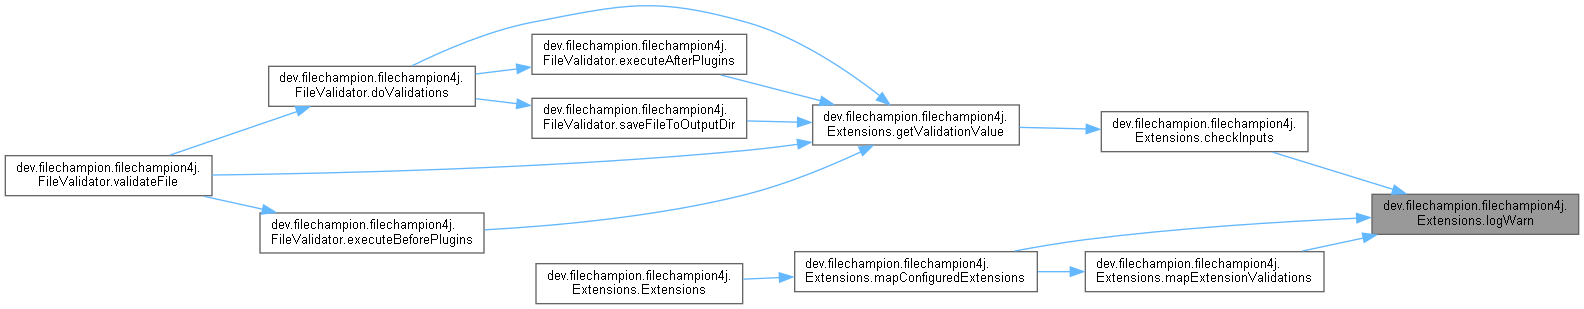 dev.filechampion.filechampion4j.
FileValidator.validateFile
dev.filechampion.filechampion4j.
FileValidator.doValidations
dev.filechampion.filechampion4j.
FileValidator.executeBeforePlugins
dev.filechampion.filechampion4j.
FileValidator.executeAfterPlugins
dev.filechampion.filechampion4j.
FileValidator.saveFileToOutputDir
dev.filechampion.filechampion4j.
Extensions.Extensions
dev.filechampion.filechampion4j.
Extensions.getValidationValue
dev.filechampion.filechampion4j.
Extensions.mapConfiguredExtensions
dev.filechampion.filechampion4j.
Extensions.checkInputs
dev.filechampion.filechampion4j.
Extensions.mapExtensionValidations
dev.filechampion.filechampion4j.
Extensions.logWarn